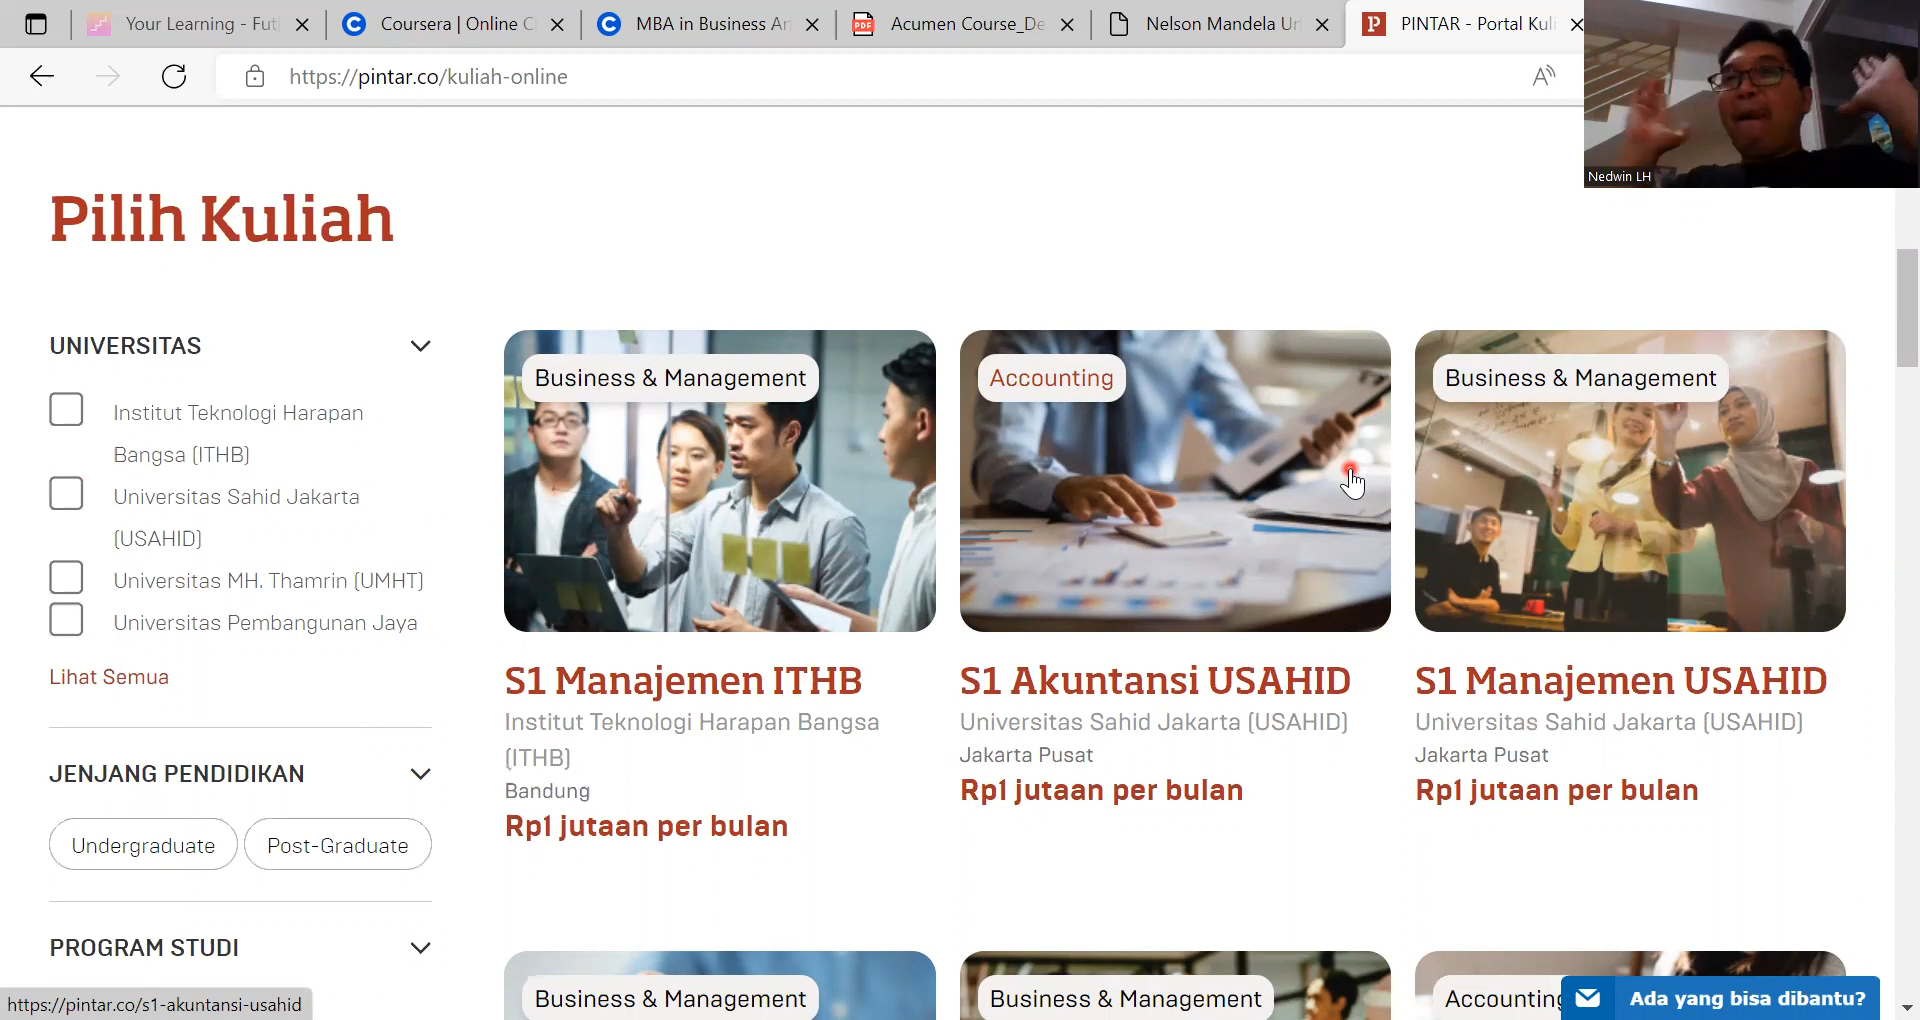 Your Learning - Fut
Coursera | Online C
MBA in Business An
Acumen Course_De
Nelson Mandela Un
PINTAR - Portal Kuli
https://pintar.co/kuliah-online
Nedwin LH
Pilih Kuliah
UNIVERSITAS
Institut Teknologi Harapan
Bangsa (ITHB)
Universitas Sahid Jakarta
(USAHID)
Universitas MH. Thamrin (UMHT)
Universitas Pembangunan Jaya
Lihat Semua
JENJANG PENDIDIKAN
Undergraduate
Post-Graduate
PROGRAM STUDI
Business & Management
S1 Manajemen ITHB
Institut Teknologi Harapan Bangsa
(ITHB)
Bandung
Rp1 jutaan per bulan
Accounting
S1 Akuntansi USAHID
Universitas Sahid Jakarta (USAHID)
Jakarta Pusat
Rp1 jutaan per bulan
Business & Management
S1 Manajemen USAHID
Universitas Sahid Jakarta (USAHID)
Jakarta Pusat
Rp1 jutaan per bulan
Business & Management
Business & Management
Accounting
Ada yang bisa dibantu?
https://pintar.co/s1-akuntansi-usahid